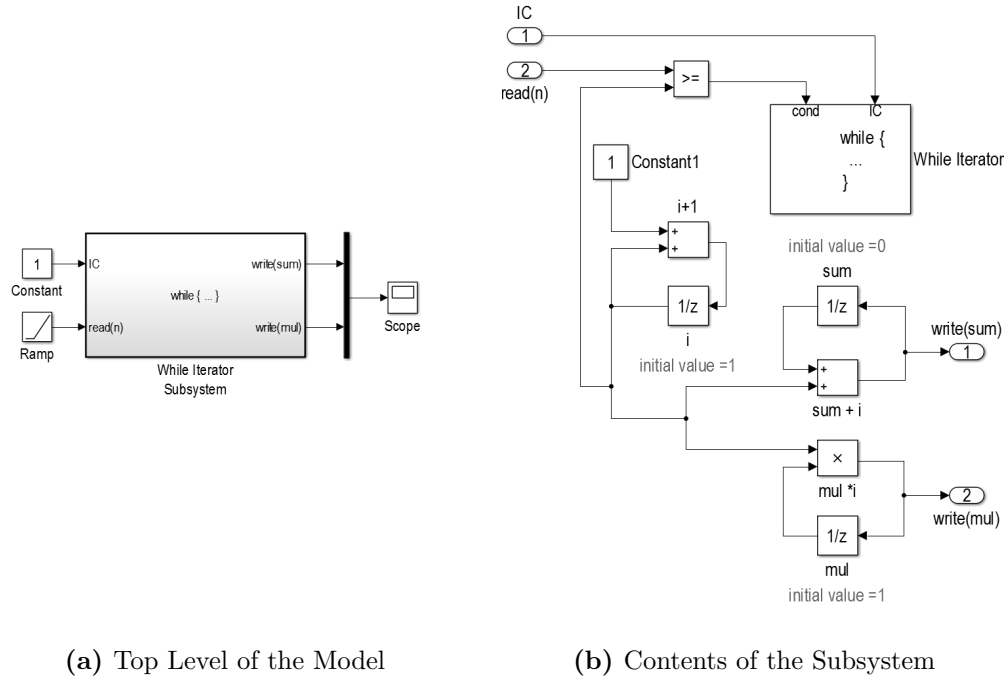 1
Constant
Ramp
IC
read(n)
while { ... }
write(sum)
write(mul)
While Iterator
Subsystem
Scope
IC
1
2
read(n)
>=
cond
IC
while {
...
}
While Iterator
1
Constant1
i+1
+
+
1/z
i
initial value =1
initial value =0
sum
1/z
+
+
sum + i
write(sum)
1
×
mul *i
1/z
mul
initial value =1
2
write(mul)
(a) Top Level of the Model
(b) Contents of the Subsystem